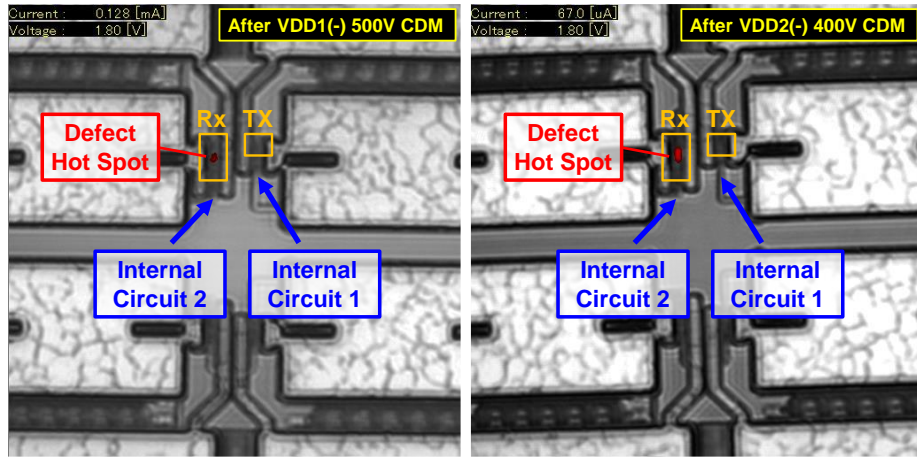 Current : 0.128 [mA]
Voltage : 1.80 [V]
After VDD1(-) 500V CDM
Rx TX
Defect
Hot Spot
Internal
Circuit 2
Internal
Circuit 1
Current : 67.0 [uA]
Voltage : 1.80 [V]
After VDD2(-) 400V CDM
Rx TX
Defect
Hot Spot
Internal
Circuit 2
Internal
Circuit 1